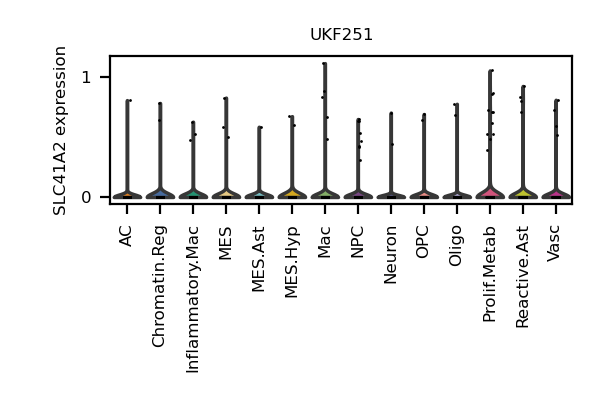 UKF251
SLC41A2 expression
1
0
AC
Chromatin.Reg
Inflammatory.Mac
MES
MES.Ast
MES.Hyp
Mac
NPC
Neuron
OPC
Oligo
Prolif.Metab
Reactive.Ast
Vasc